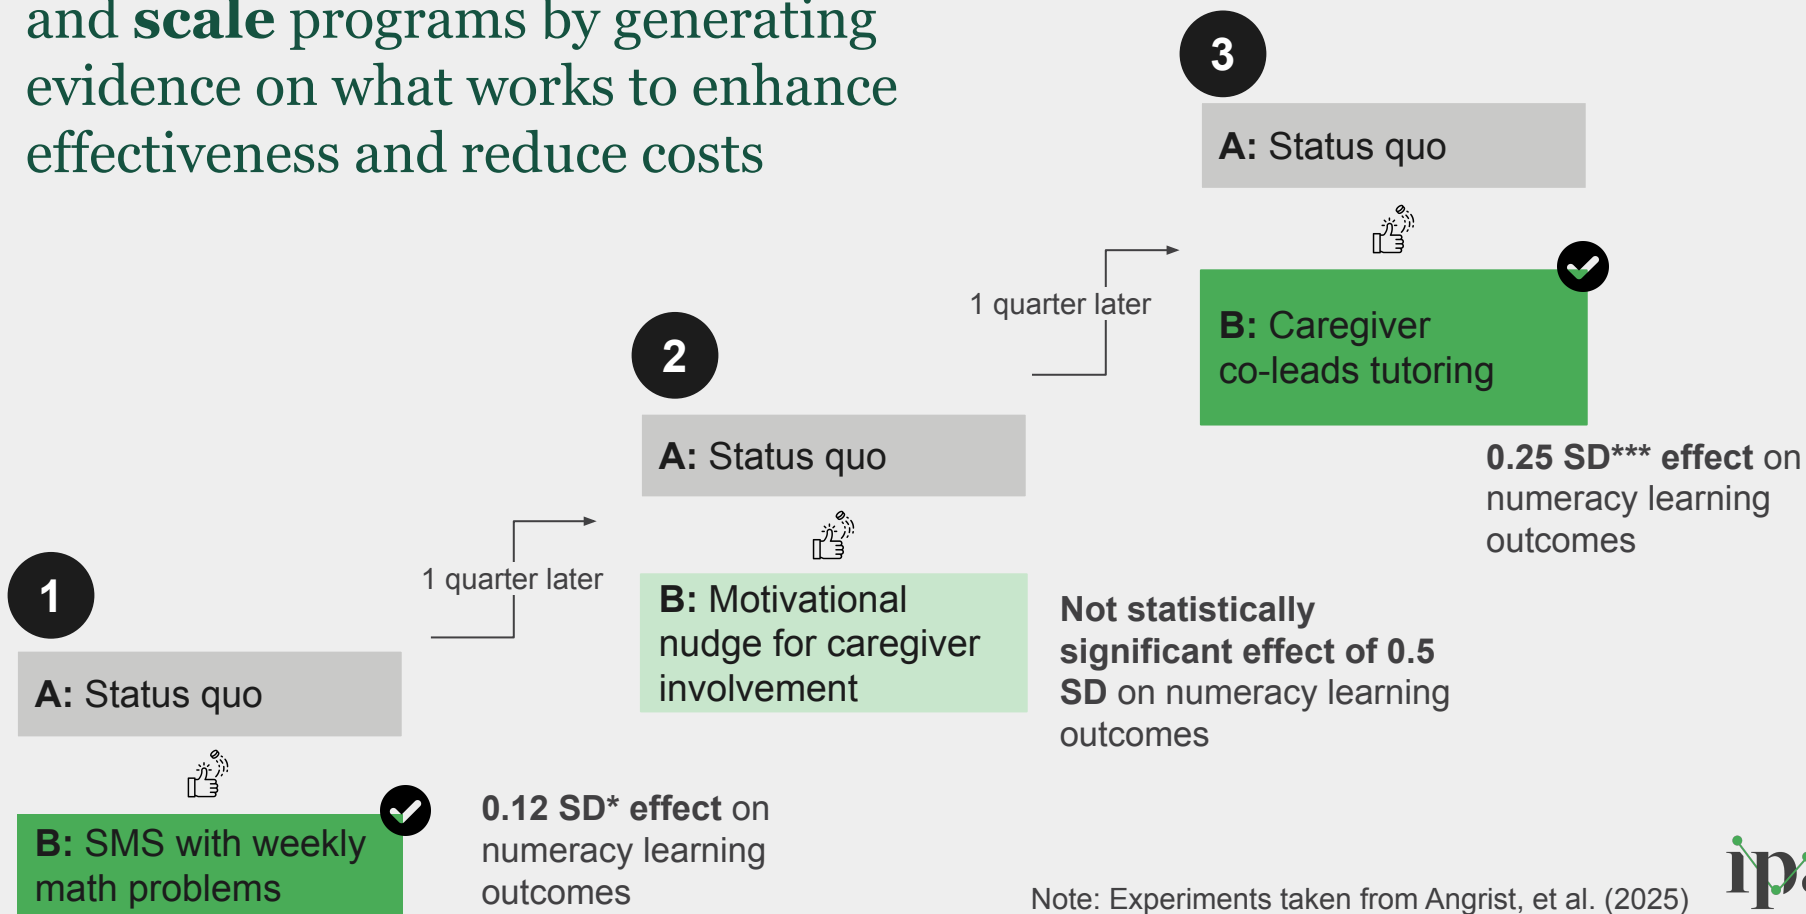 and scale programs by generating
evidence on what works to enhance
effectiveness and reduce costs
1
A: Status quo
B: SMS with weekly
math problems
0.12 SD* effect on
numeracy learning
outcomes
1 quarter later
2
A: Status quo
B: Motivational
nudge for caregiver
involvement
Not statistically
significant effect of 0.5
SD on numeracy learning
outcomes
1 quarter later
3
A: Status quo
B: Caregiver
co-leads tutoring
0.25 SD*** effect on
numeracy learning
outcomes
Note: Experiments taken from Angrist, et al. (2025)
ipa